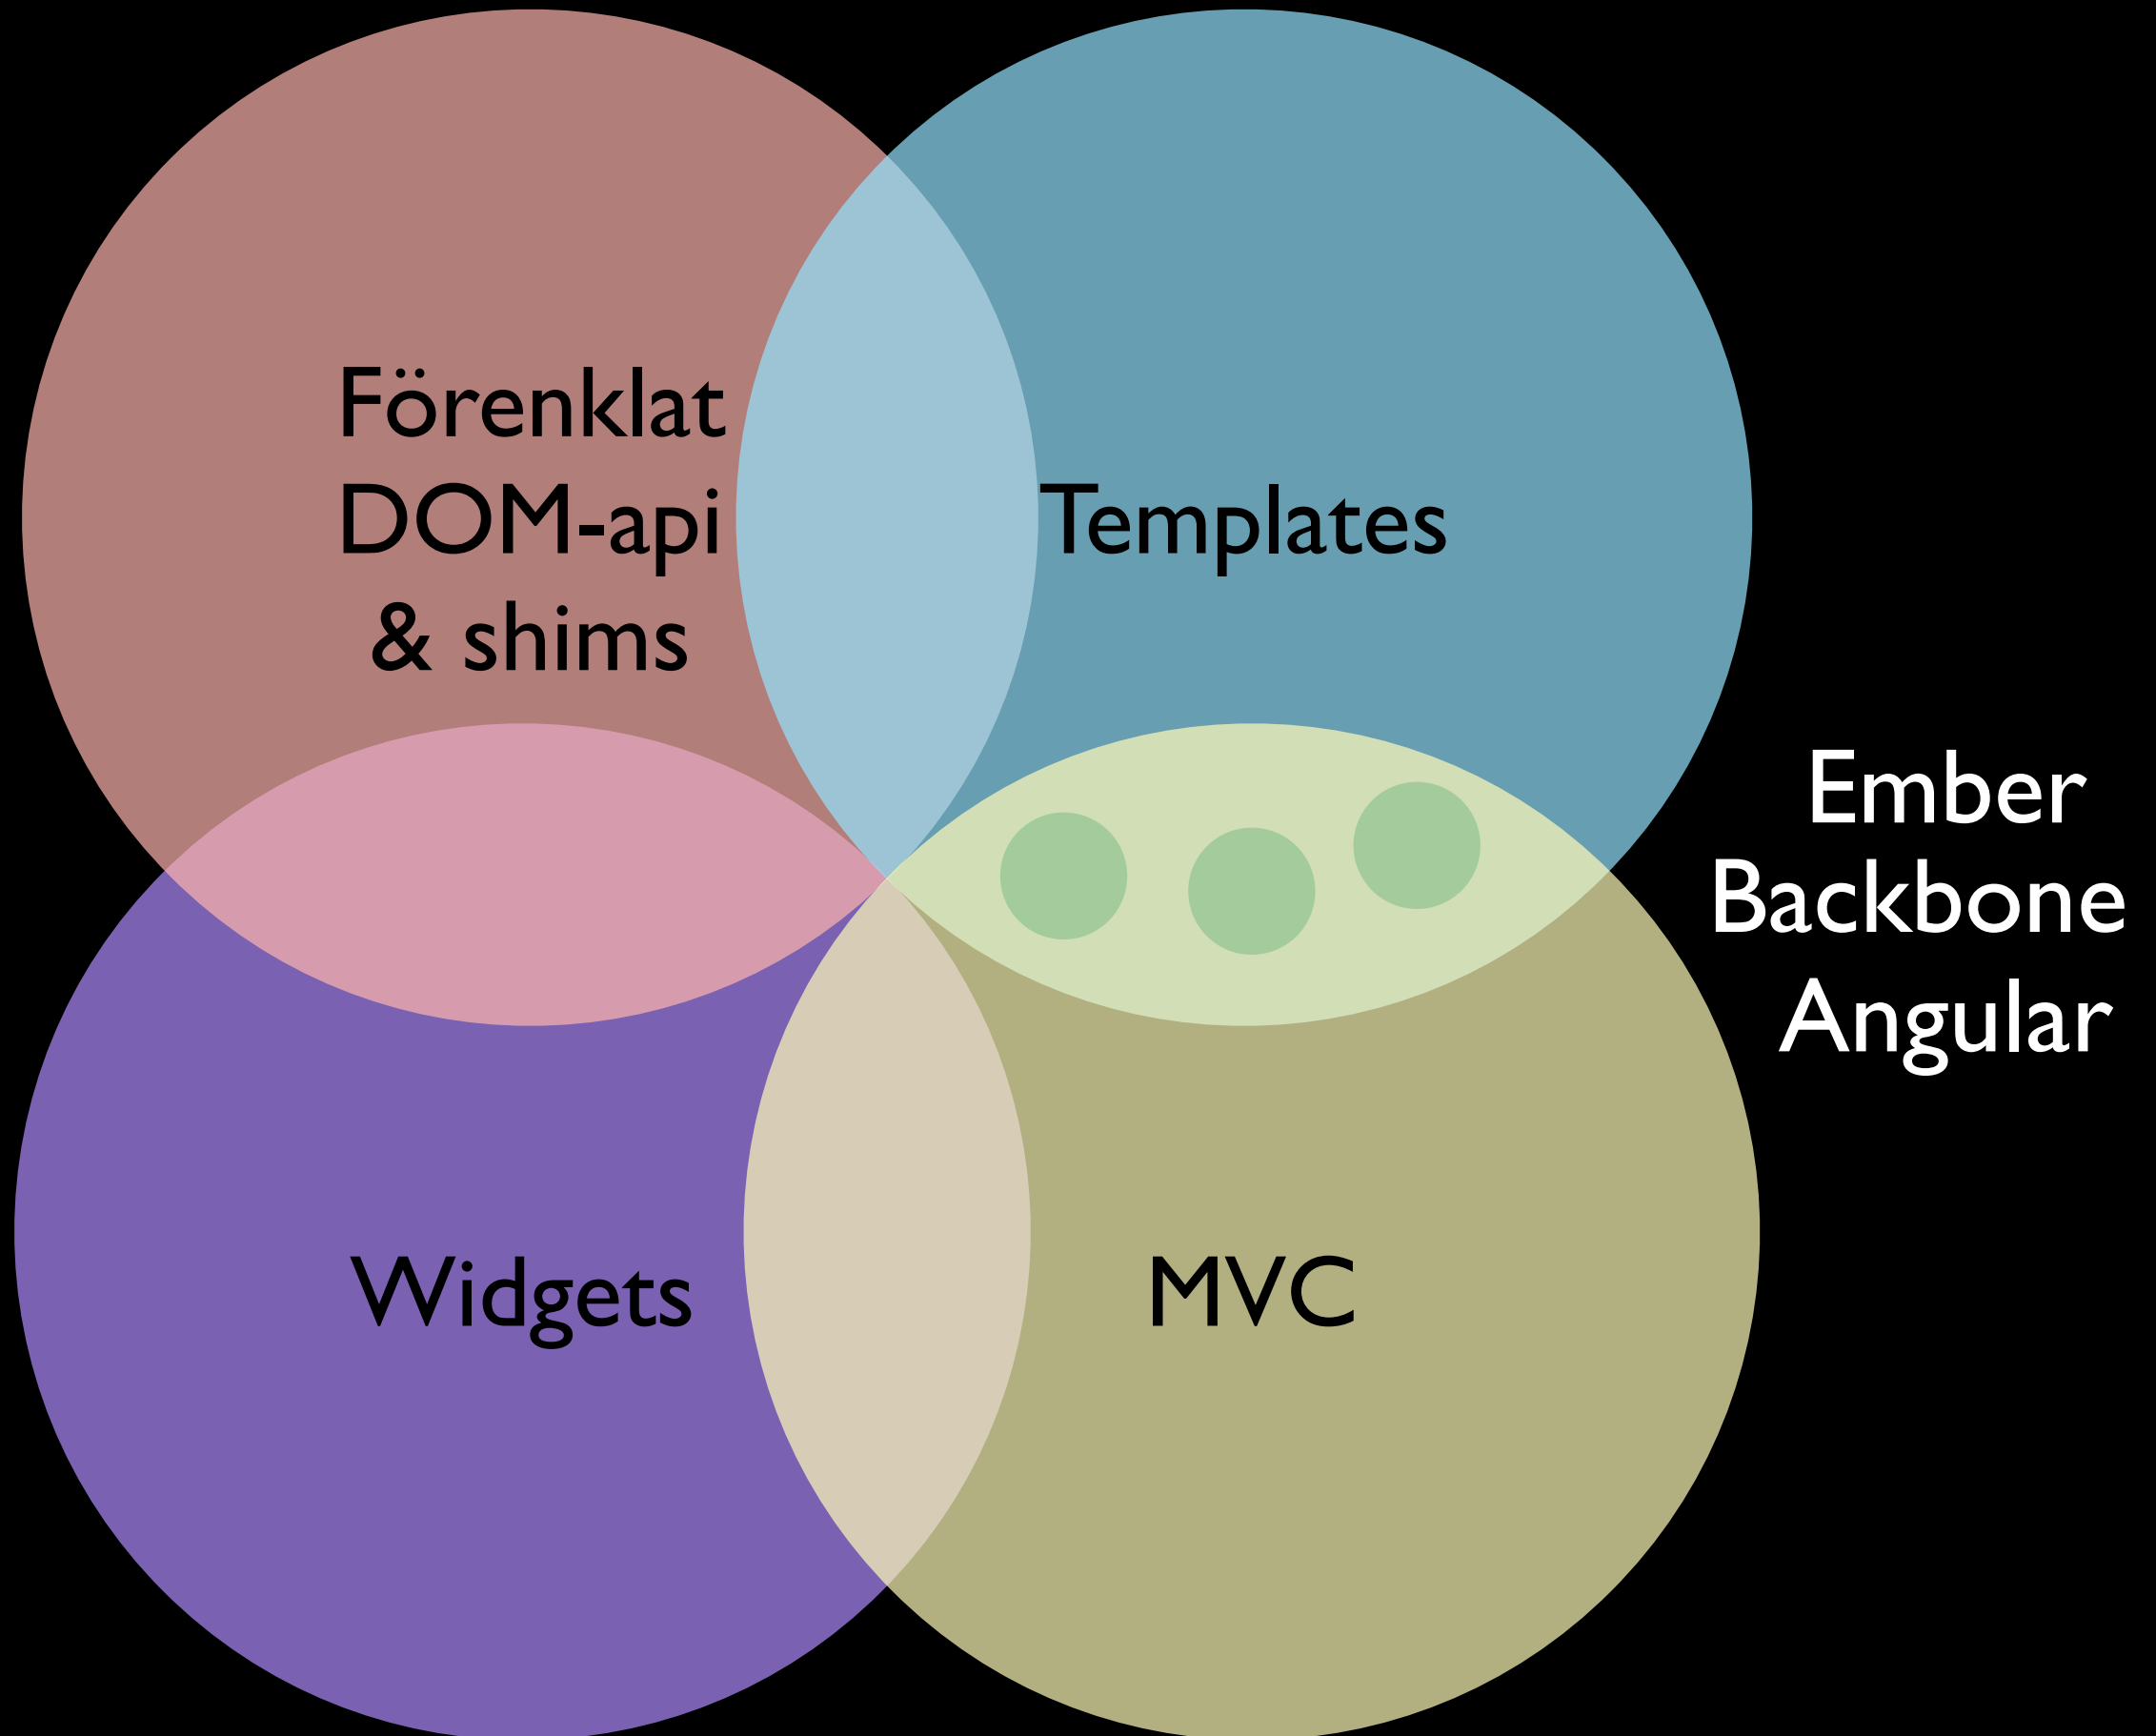 Förenklat
DOM-api
& shims
Templates
Ember
Backbone
Angular
Widgets
MVC